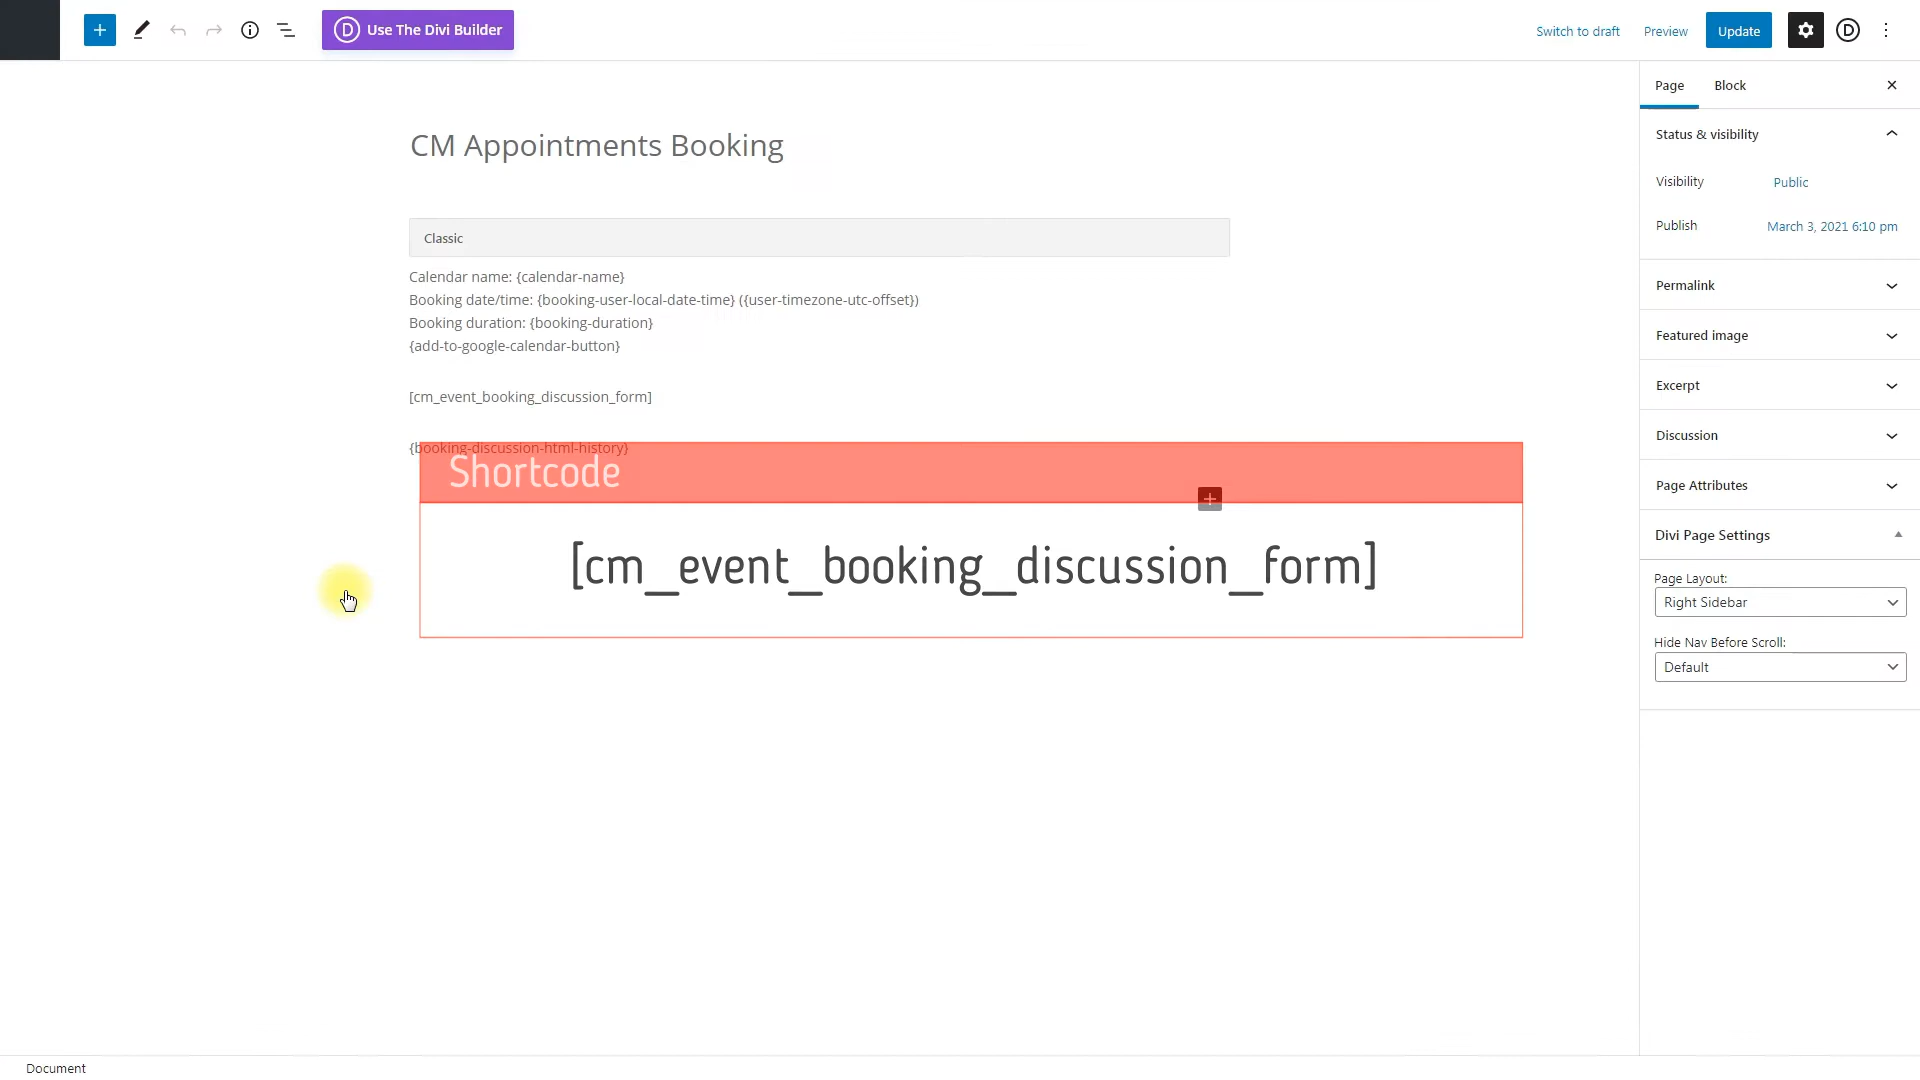 Use The Divi Builder
Switch to draft
Preview
Update
Page
Block
CM Appointments Booking
Status & visibility
Visibility
Public
Publish
March 3, 2021 6:10 pm
Classic
Calendar name: {calendar-name}
Booking date/time: {booking-user-local-date-time} ({user-timezone-utc-offset})
Booking duration: {booking-duration}
{add-to-google-calendar-button}
[cm_event_booking_discussion_form]
{booking-discussion-html-history}
Shortcode
[cm_event_booking_discussion_form]
Permalink
Featured image
Excerpt
Discussion
Page Attributes
Divi Page Settings
Page Layout:
Right Sidebar
Hide Nav Before Scroll:
Default
Document